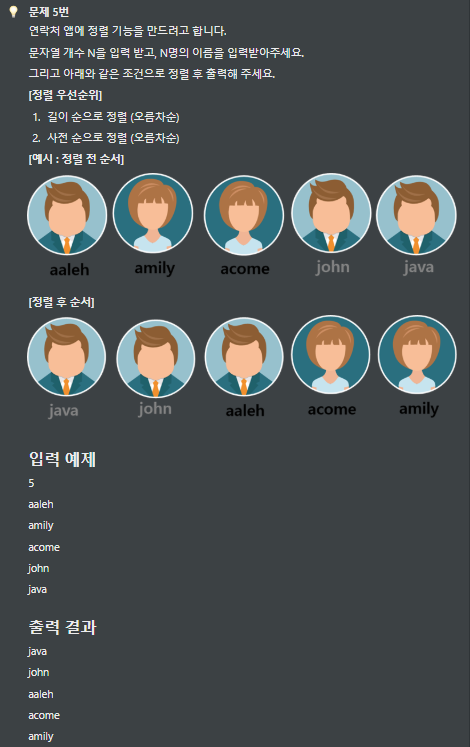 문제 5번
연락처 앱에 정렬 기능을 만드려고 합니다.
문자열 개수 N을 입력 받고, N명의 이름을 입력받아주세요.
그리고 아래와 같은 조건으로 정렬 후 출력해 주세요.
[정렬 우선순위]
1. 길이 순으로 정렬 (오름차순)
2. 사전 순으로 정렬 (오름차순)
[예시 : 정렬 전 순서]
aaleh amily acome john java
[정렬 후 순서]
java john aaleh acome amily
입력 예제
5
aaleh
amily
acome
john
java
출력 결과
java
john
aaleh
acome
amily